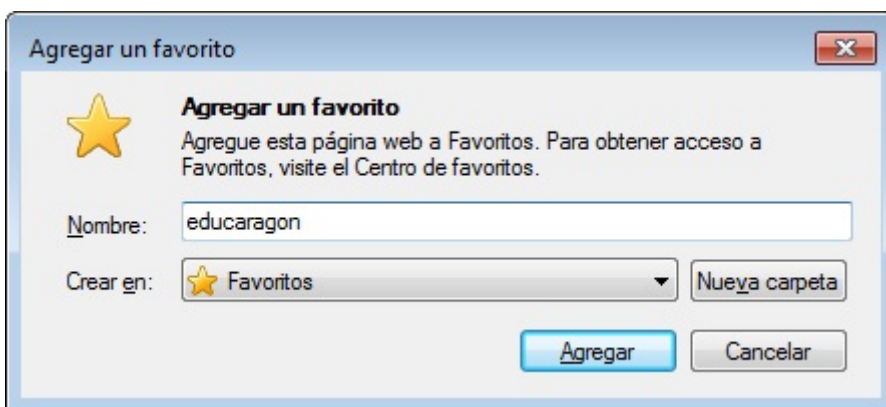 Agregar un favorito
Agregar un favorito
Agregue esta página web a Favoritos. Para obtener acceso a
Favoritos, visite el Centro de favoritos.
Nombre: educaragon
Crear en: Favoritos Nueva carpeta
Agregar Cancelar